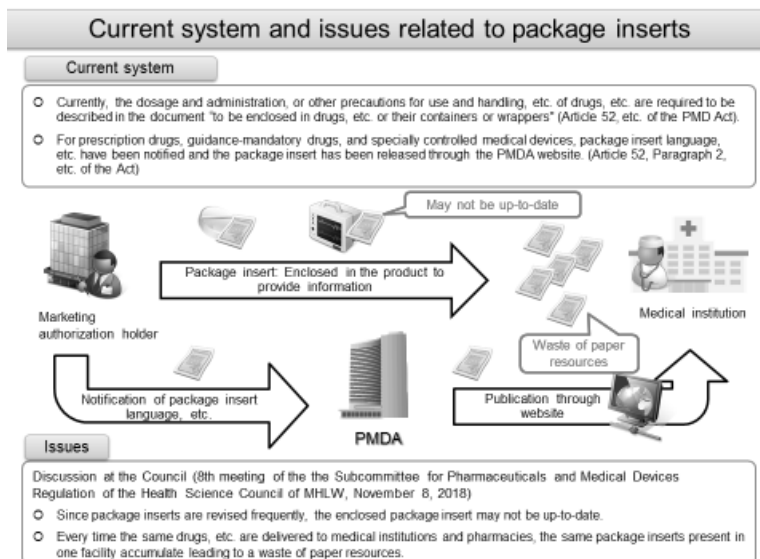 Current system and issues related to package inserts
Current system
Currently, the dosage and administration, or other precautions for use and handling, etc. of drugs, etc. are required to be
described in the document "to be enclosed in drugs, etc. or their containers or wrappers" (Article 52, etc. of the PMD Act).
For prescription drugs, guidance-mandatory drugs, and specially controlled medical devices, package insert language,
etc. have been notified and the package insert has been released through the PMDA website. (Article 52, Paragraph 2,
etc. of the Act)
May not be up-to-date
Package insert: Enclosed in the product to
provide information
Marketing
authorization holder
Medical institution
Waste of paper
resources
Notification of package insert
language, etc.
PMDA
Publication through
website
Issues
Discussion at the Council (8th meeting of the the Subcommittee for Pharmaceuticals and Medical Devices
Regulation of the Health Science Council of MHLW, November 8, 2018)
Since package inserts are revised frequently, the enclosed package insert may not be up-to-date.
Every time the same drugs, etc. are delivered to medical institutions and pharmacies, the same package inserts present in
one facility accumulate leading to a waste of paper resources.